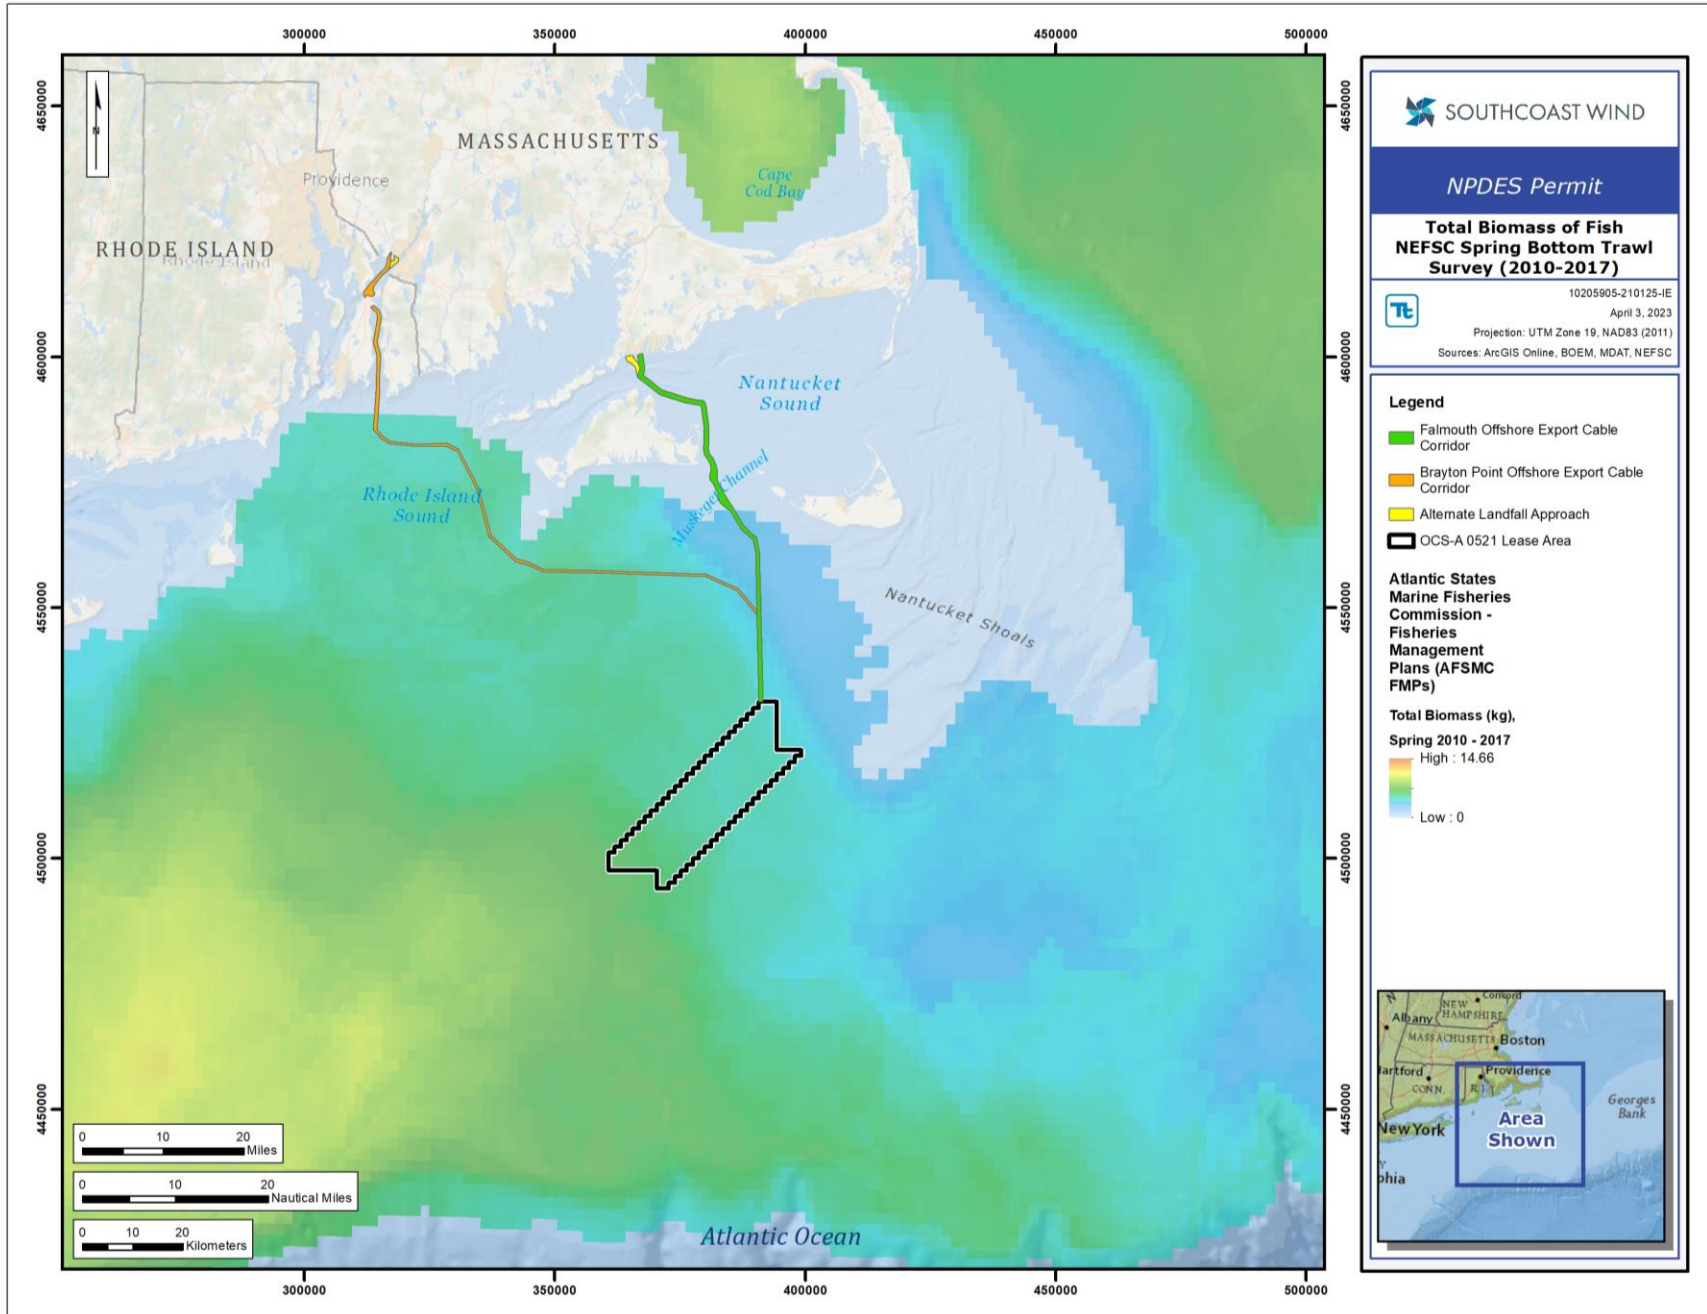 300000
350000
400000
450000
500000
4650000
4600000
4550000
4500000
4450000
4650000
4600000
4550000
4500000
4450000
300000
350000
400000
450000
500000
N
MASSACHUSETTS
Providence
RHODE ISLAND
Rhode Island
Cape
Cod Bay
Nantucket
Sound
Rhode Island
Sound
Muskeget Channel
Nantucket Shoals
Atlantic Ocean
0 10 20
Miles
0 10 20
Nautical Miles
0 10 20
Kilometers
SOUTHCOAST WIND
NPDES Permit
Total Biomass of Fish
NEFSC Spring Bottom Trawl
Survey (2010-2017)
Tt
10205905-210125-IE
April 3, 2023
Projection: UTM Zone 19, NAD83 (2011)
Sources: ArcGIS Online, BOEM, MDAT, NEFSC
Legend
Falmouth Offshore Export Cable
Corridor
Brayton Point Offshore Export Cable
Corridor
Alternate Landfall Approach
OCS-A 0521 Lease Area
Atlantic States
Marine Fisheries
Commission -
Fisheries
Management
Plans (AFSMC
FMPs)
Total Biomass (kg),
Spring 2010 - 2017
High : 14.66
Low : 0
Concord
NEW
HAMPSHIRE
Albany
MASSACHUSETTS
Boston
Hartford
Providence
CONN.
R.I.
Georges
Bank
New York
Area
Shown
phia